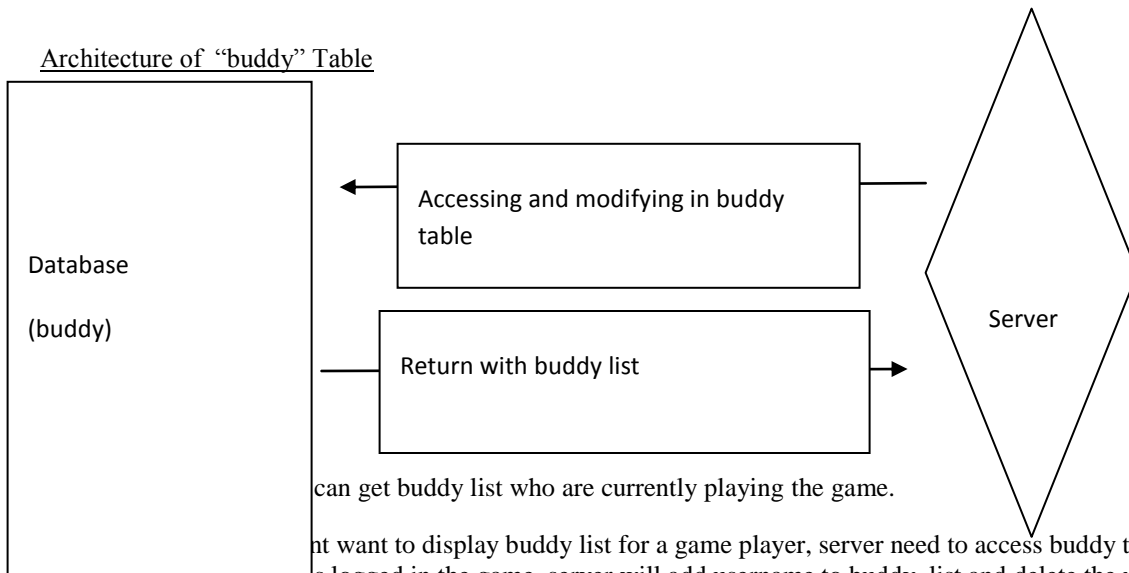 Architecture of “buddy” Table
Accessing and modifying in buddy
table
Database
(buddy)
Server
Return with buddy list
can get buddy list who are currently playing the game.
want to display buddy list for a game player, server need to access buddy
logged in the game, server will add username to buddy list and delete the